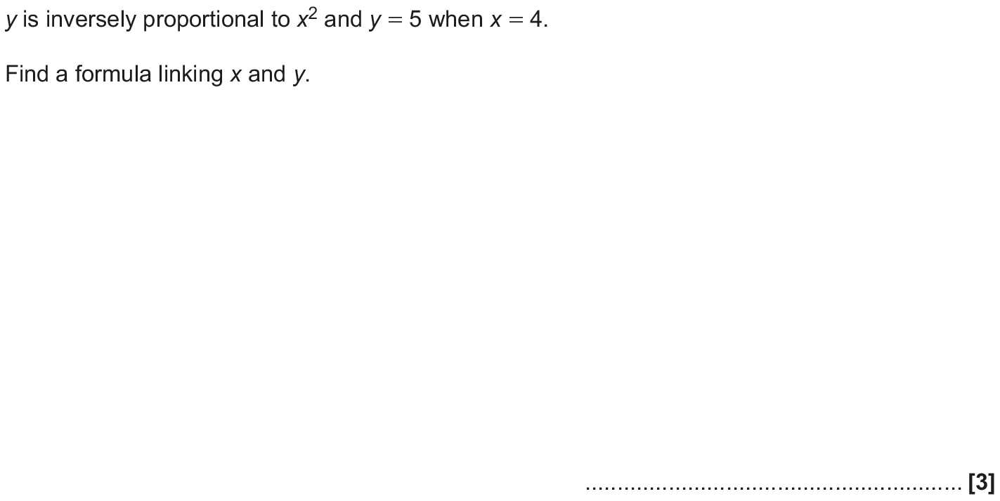 y is inversely proportional to x² and y = 5 when x = 4.
Find a formula linking x and y.
........................................................... [3]